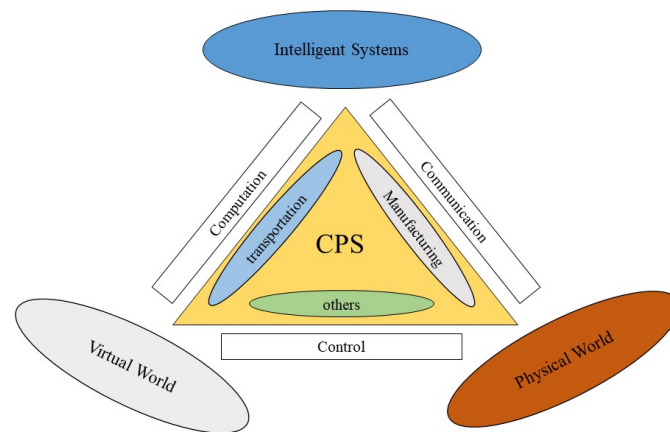 Intelligent Systems
Computation
Communication
transportation
Manufacturing
CPS
others
Control
Virtual World
Physical World